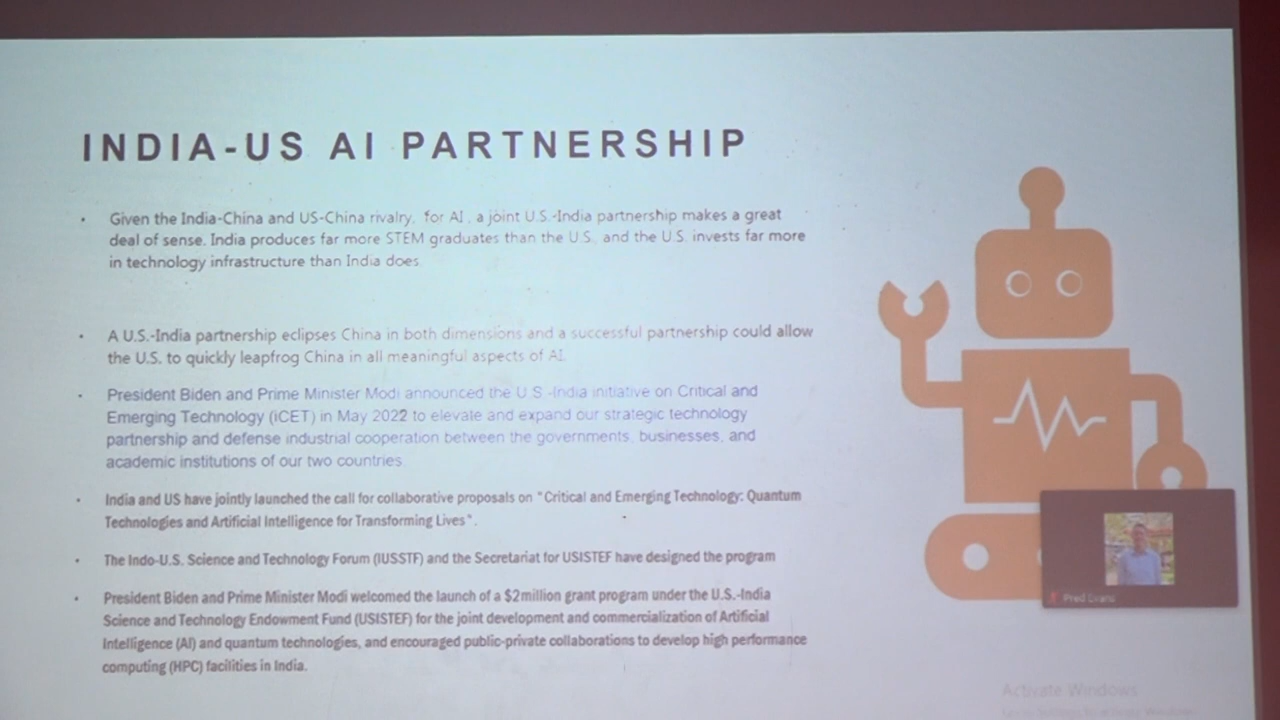 INDIA-US AI PARTNERSHIP
• Given the India-China and US-China rivalry, for AI , a joint U.S.-India partnership makes a great
deal of sense. India produces far more STEM graduates than the U.S. and the U.S. invests far more
in technology infrastructure than India does
• A U.S.-India partnership eclipses China in both dimensions and a successful partnership could allow
the U.S. to quickly leapfrog China in all meaningful aspects of AI.
• President Biden and Prime Minister Modi announced the U.S.-India initiative on Critical and
Emerging Technology (iCET) in May 2022 to elevate and expand our strategic technology
partnership and defense industrial cooperation between the governments, businesses, and
academic institutions of our two countries
• India and US have jointly launched the call for collaborative proposals on "Critical and Emerging Technology: Quantum
Technologies and Artificial Intelligence for Transforming Lives".
• The Indo-U.S. Science and Technology Forum (IUSSTF) and the Secretariat for USISTEF have designed the program
• President Biden and Prime Minister Modi welcomed the launch of a $2million grant program under the U.S.-India
Science and Technology Endowment Fund (USISTEF) for the joint development and commercialization of Artificial
Intelligence (AI) and quantum technologies, and encouraged public-private collaborations to develop high performance
computing (HPC) facilities in India.
Pred Evans
Activate Windows